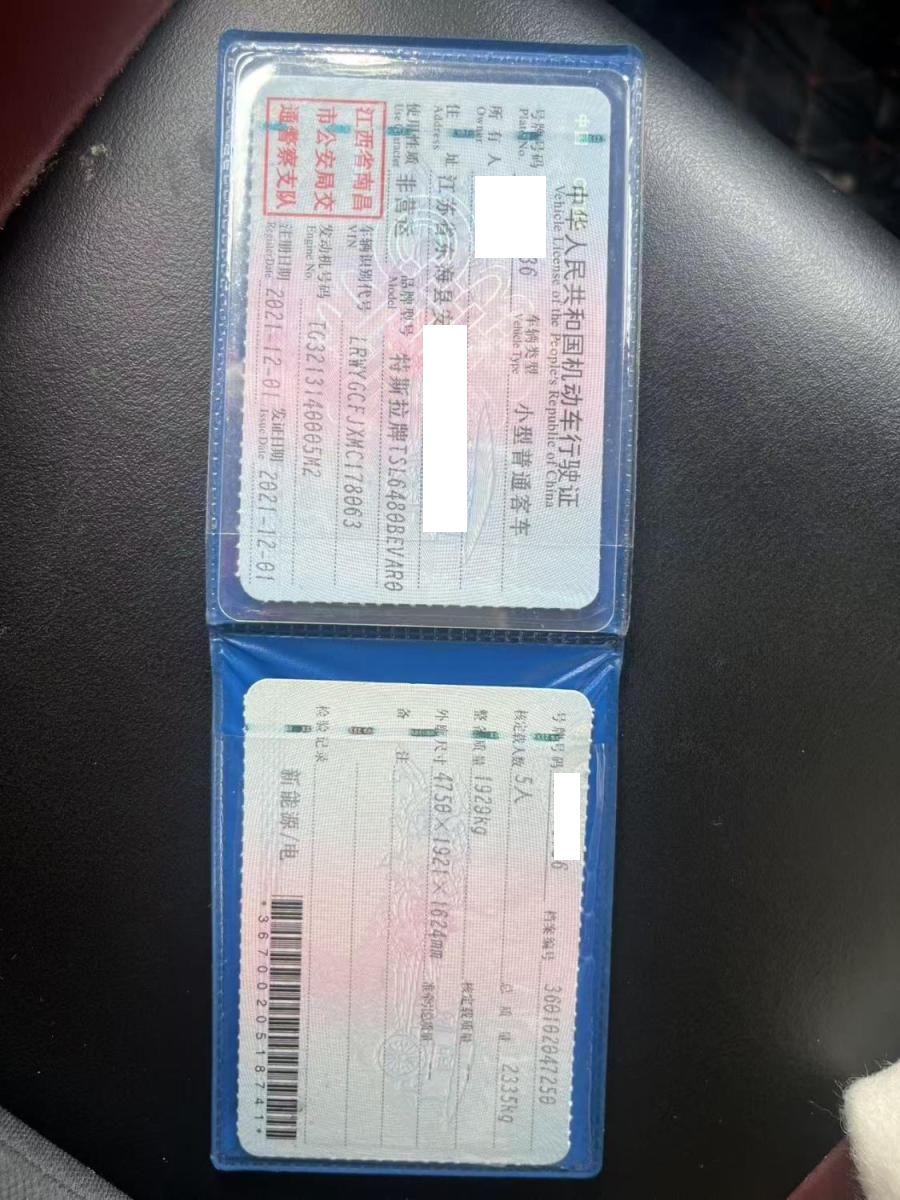 中华人民共和国机动车行驶证
Vehicle License of the People's Republic of China
号牌号码 36 车辆类型 小型普通客车
Plate No. Vehicle Type
所有人
Owner
住址 江苏省东海县安
Address
使用性质 非营运 品牌型号 特斯拉牌TSL6480BEVAR0
Use Character Model
江西省南昌
市公安局交
通警察支队
车辆识别代号 LRWYGCFJXMC178063
VIN
发动机号码 TG3213140005M2
Engine No.
注册日期 2021-12-01 发证日期 2021-12-01
Register Date Issue Date
号牌号码 36 档案编号 360102047250
核定载人数 5人 总质量 2335kg
整备质量 1929kg 核定载质量 --
外廓尺寸 4750×1921×1624mm 准牵引总质量 --
备注
检验记录
新能源/电
*3670020518741*